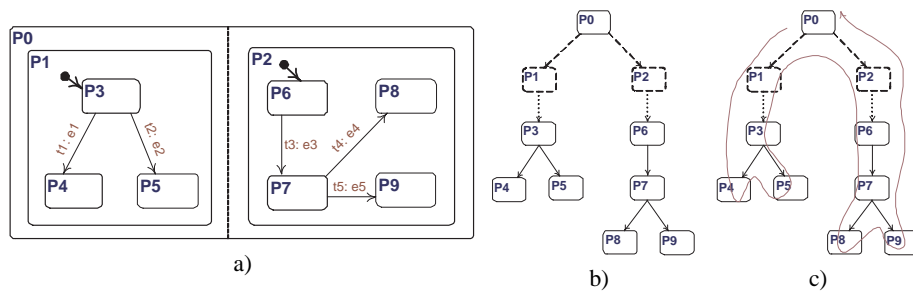 P0
P1
P2
P3
t1: e1
t2: e2
P4
P5
P6
P8
t3: e3
t4: e4
P7
t5: e5
P9
a)
P0
P1
P2
P3
P6
P4
P5
P7
P8
P9
b)
P0
P1
P2
P3
P6
P4
P5
P7
P8
P9
c)